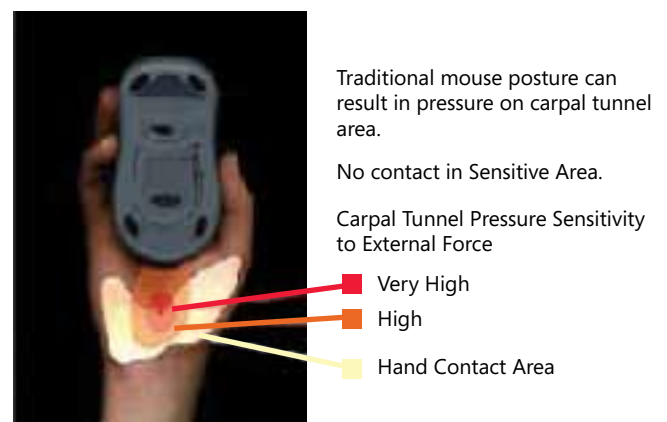 Traditional mouse posture can
result in pressure on carpal tunnel
area.
No contact in Sensitive Area.
Carpal Tunnel Pressure Sensitivity
to External Force
Very High
High
Hand Contact Area